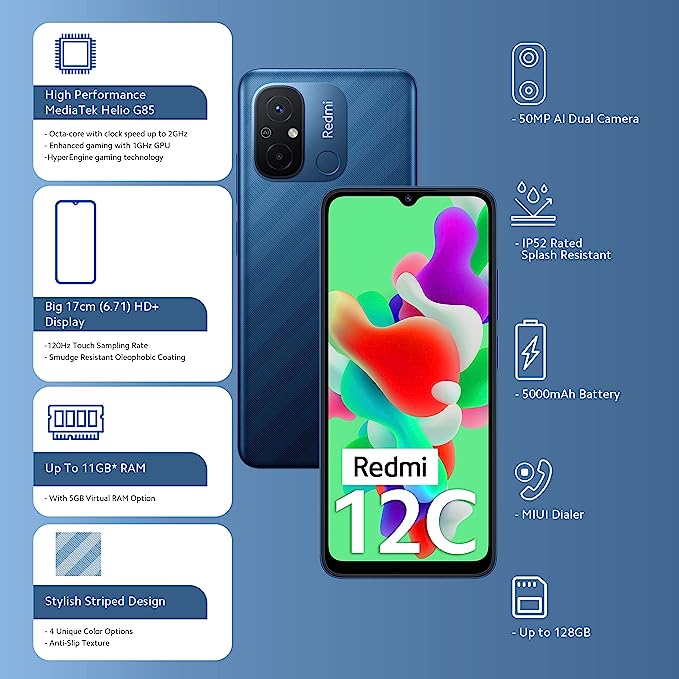 High Performance
MediaTek Helio G85
- Octa-core with clock speed up to 2GHz
- Enhanced gaming with 1GHz GPU
-HyperEngine gaming technology
Big 17cm (6.71) HD+
Display
-120Hz Touch Sampling Rate
- Smudge Resistant Oleophobic Coating
Up To 11GB* RAM
- With 5GB Virtual RAM Option
Stylish Striped Design
- 4 Unique Color Options
- Anti-Slip Texture
AI
Redmi
Redmi
12C
- 50MP AI Dual Camera
- IP52 Rated
Splash Resistant
- 5000mAh Battery
- MIUI Dialer
- Up to 128GB